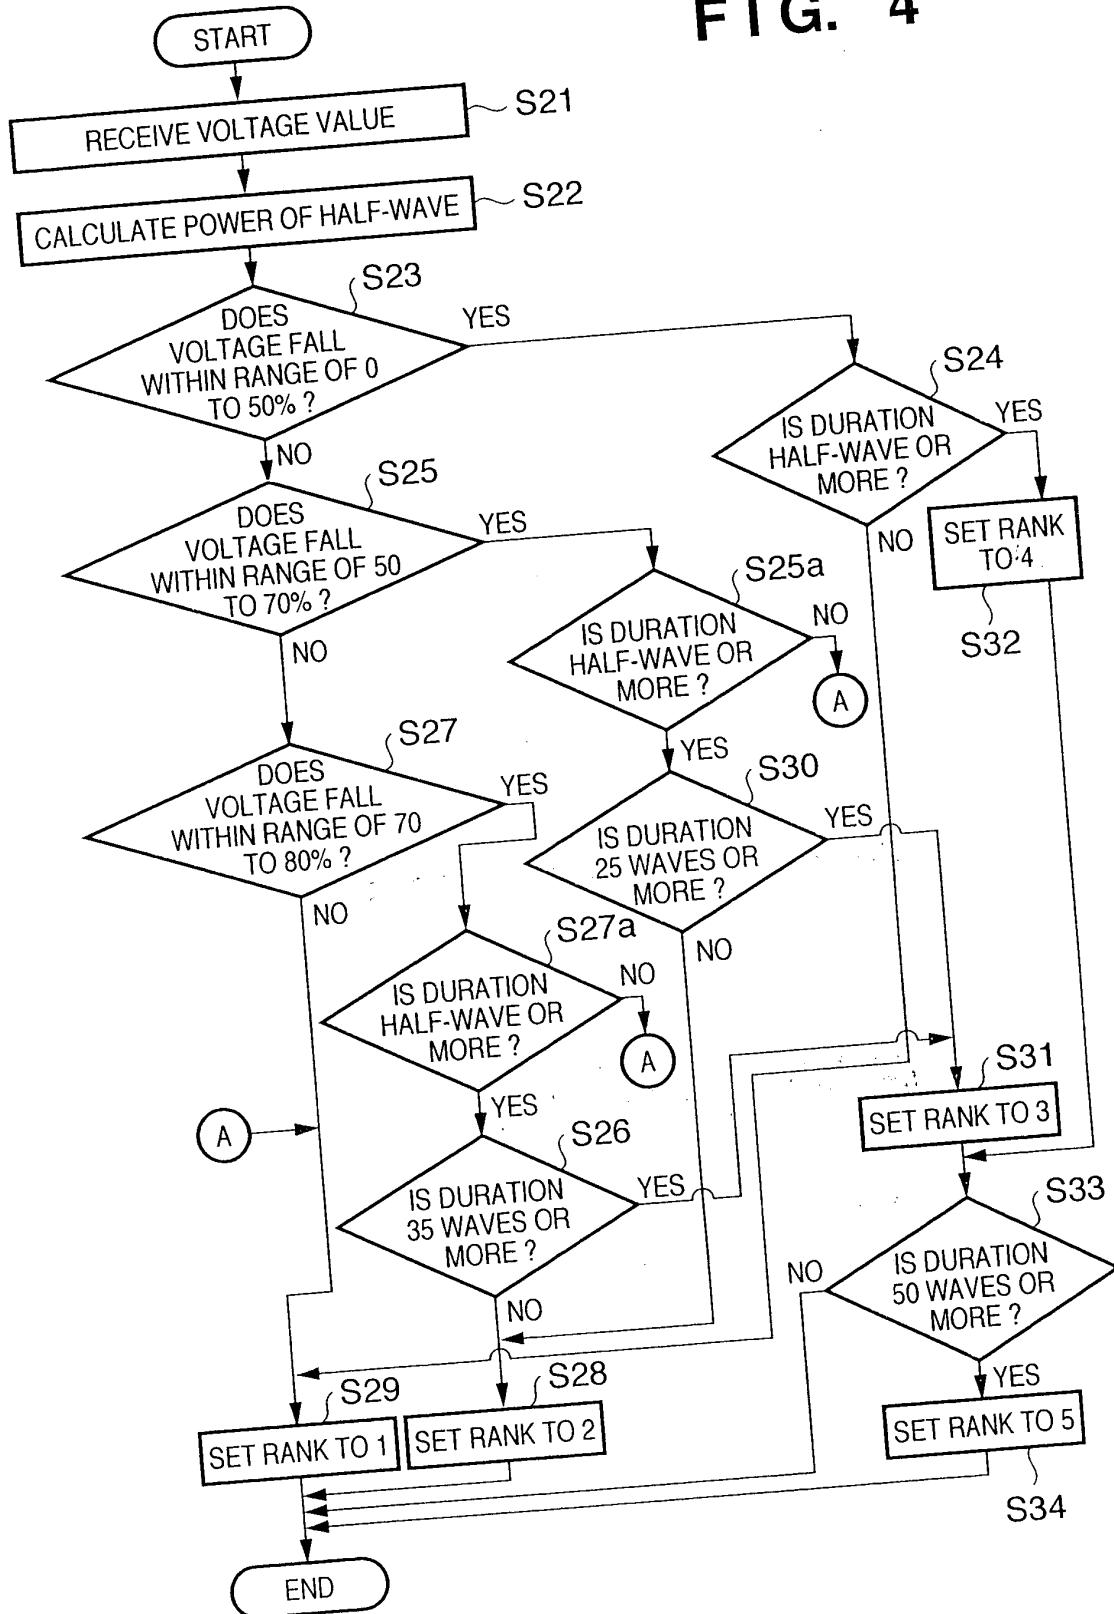 FIG. 4
START
RECEIVE VOLTAGE VALUE
S21
CALCULATE POWER OF HALF-WAVE
S22
S23
DOES
VOLTAGE FALL
WITHIN RANGE OF 0
TO 50% ?
YES
NO
S24
IS DURATION
HALF-WAVE OR
MORE ?
YES
NO
SET RANK
TO 4
S32
S25
DOES
VOLTAGE FALL
WITHIN RANGE OF 50
TO 70% ?
YES
NO
S25a
IS DURATION
HALF-WAVE OR
MORE ?
NO
A
YES
S27
DOES
VOLTAGE FALL
WITHIN RANGE OF 70
TO 80% ?
YES
NO
S30
IS DURATION
25 WAVES OR
MORE ?
YES
NO
S27a
IS DURATION
HALF-WAVE OR
MORE ?
NO
A
YES
A
S26
IS DURATION
35 WAVES OR
MORE ?
YES
NO
S31
SET RANK TO 3
S33
IS DURATION
50 WAVES OR
MORE ?
NO
YES
S29
SET RANK TO 1
S28
SET RANK TO 2
SET RANK TO 5
S34
END